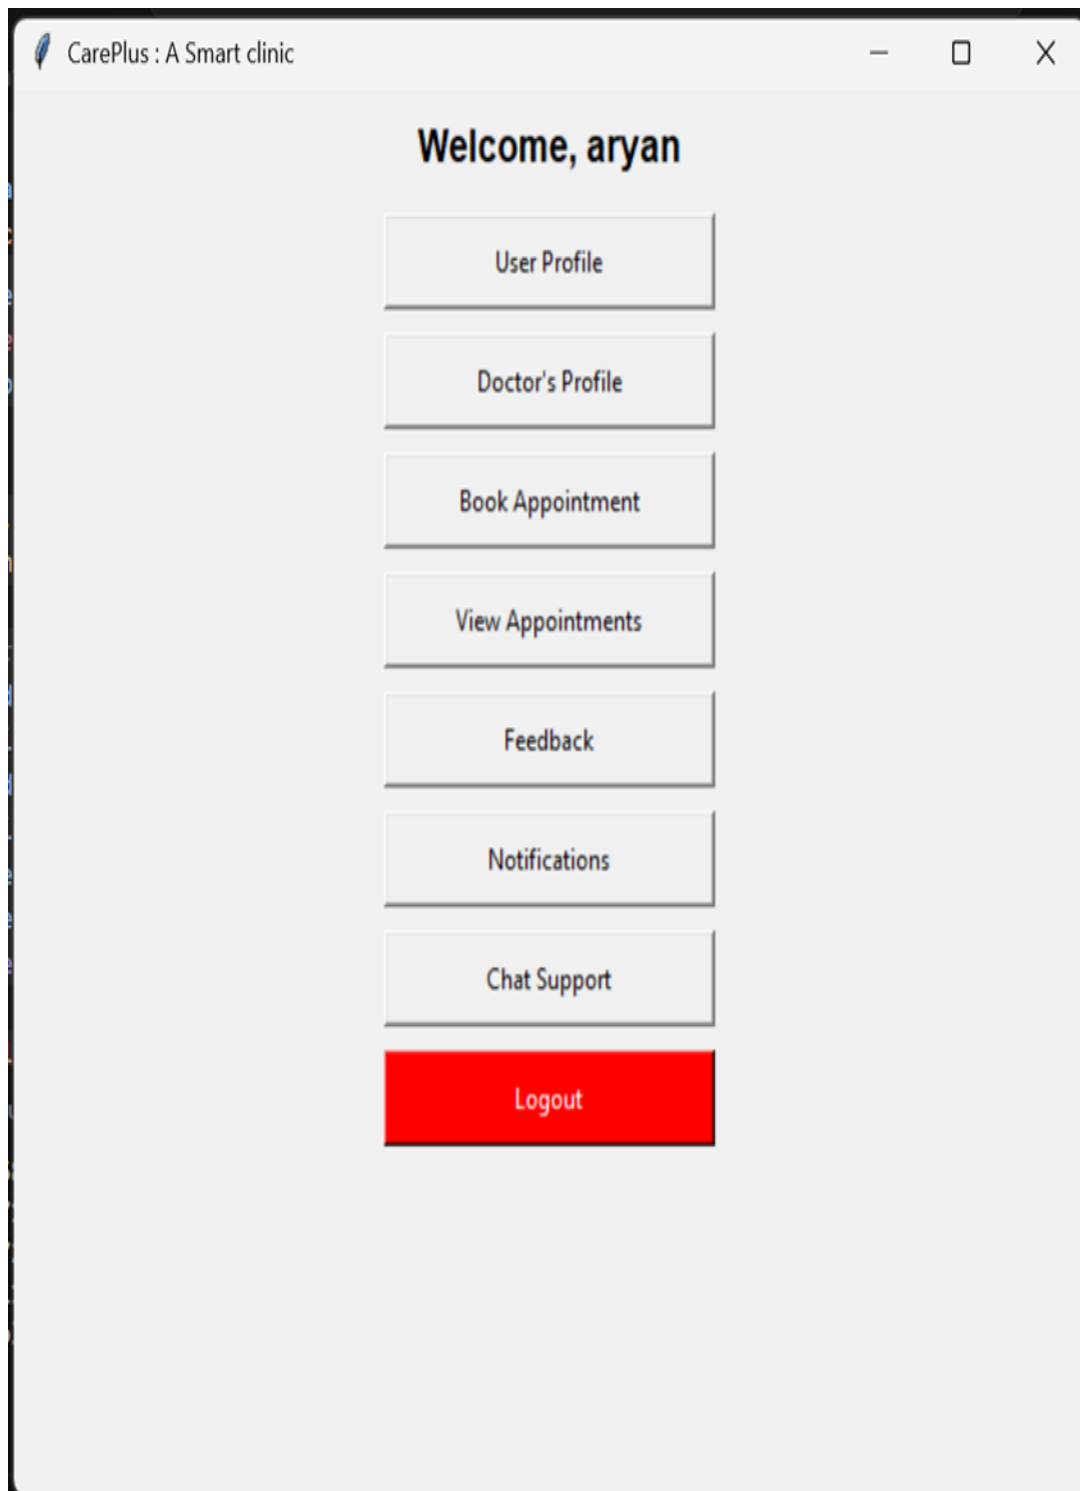 CarePlus : A Smart clinic
Welcome, aryan
User Profile
Doctor's Profile
Book Appointment
View Appointments
Feedback
Notifications
Chat Support
Logout